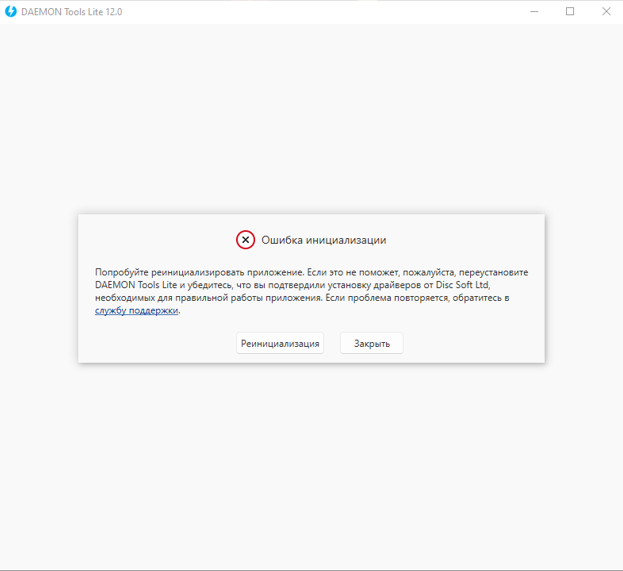 DAEMON Tools Lite 12.0
Ошибка инициализации
Попробуйте реинициализировать приложение. Если это не поможет, пожалуйста, переустановите
DAEMON Tools Lite и убедитесь, что вы подтвердили установку драйверов от Disc Soft Ltd,
необходимых для правильной работы приложения. Если проблема повторяется, обратитесь в
службу поддержки.
Реинициализация Закрыть